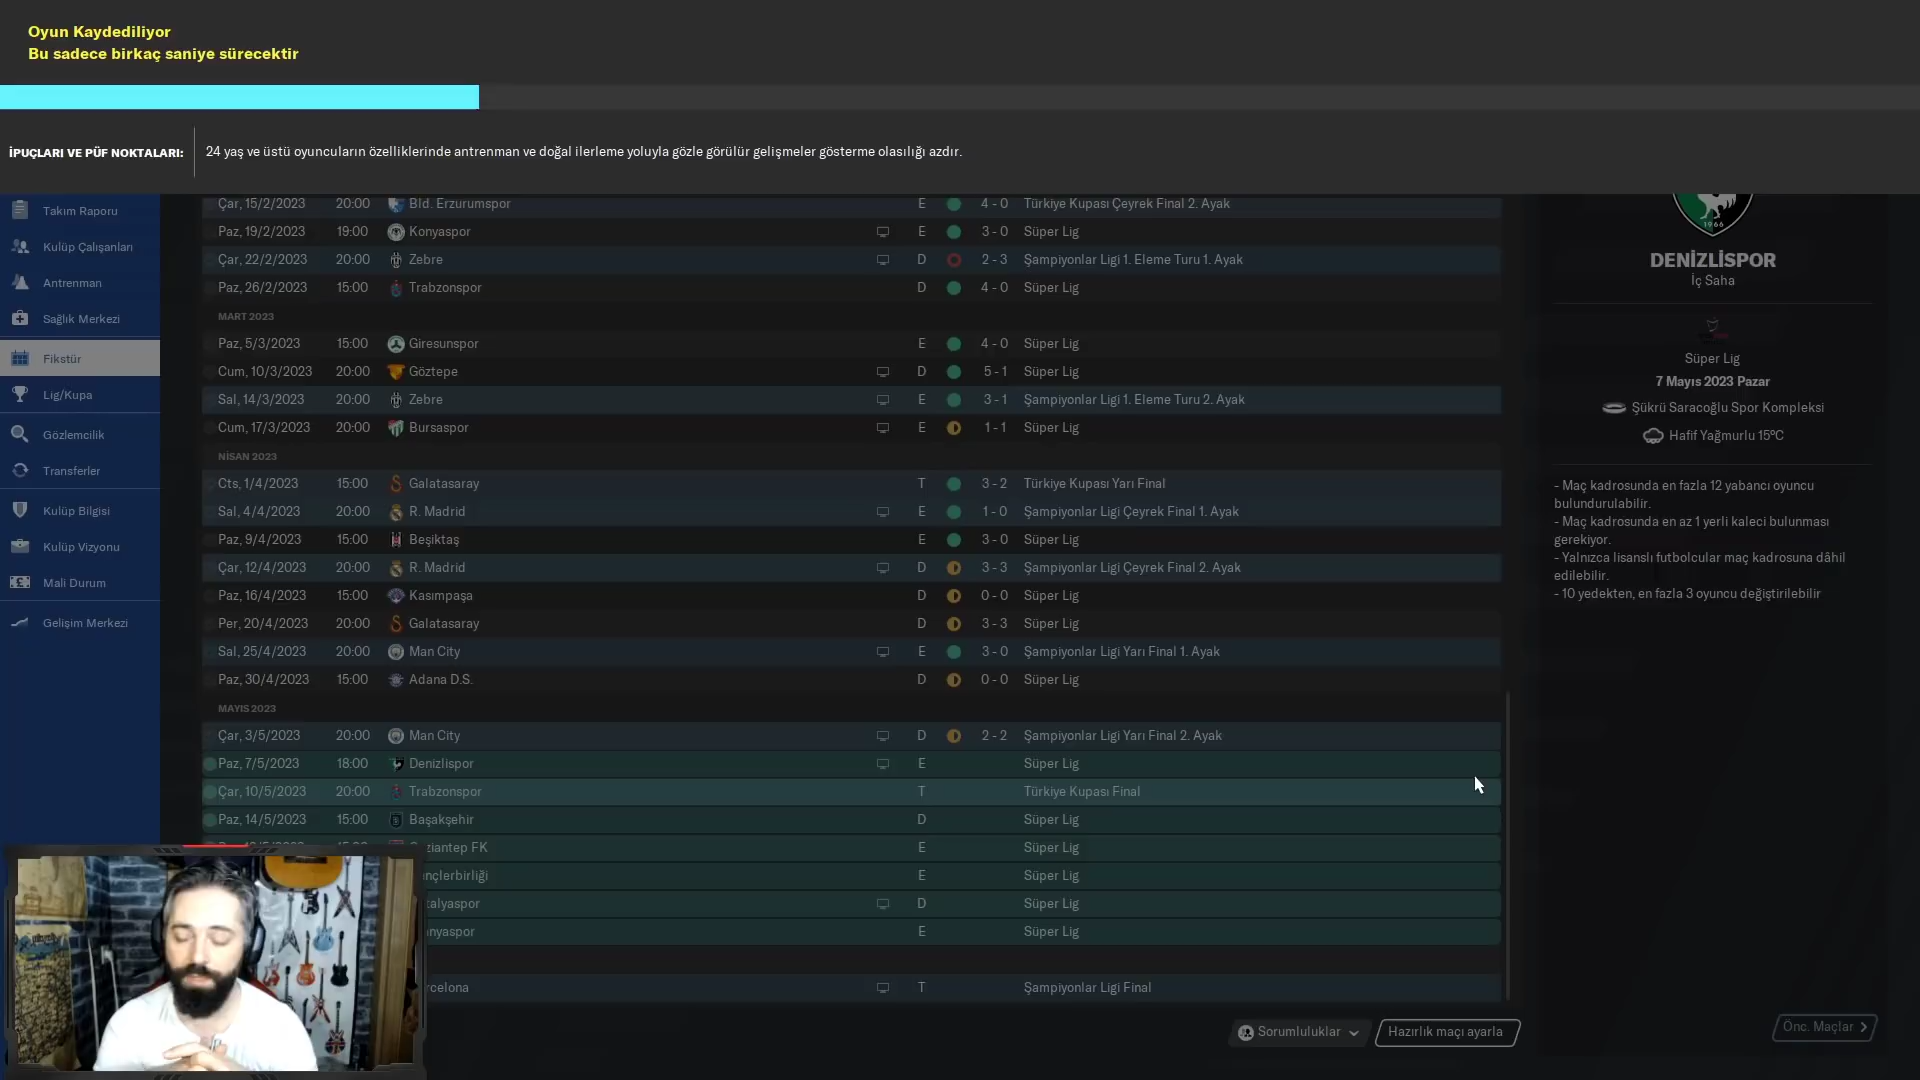 Oyun Kaydediliyor
Bu sadece birkaç saniye sürecektir
İPUÇLARI VE PÜF NOKTALARI:
24 yaş ve üstü oyuncuların özelliklerinde antrenman ve doğal ilerleme yoluyla gözle görülür gelişmeler gösterme olasılığı azdır.
Takım Raporu
Kulüp Çalışanları
Antrenman
Sağlık Merkezi
Fikstür
Lig/Kupa
Gözlemcilik
Transferler
Kulüp Bilgisi
Kulüp Vizyonu
Mali Durum
Gelişim Merkezi
Çar, 15/2/2023 20:00 Bld. Erzurumspor E 4 - 0 Türkiye Kupası Çeyrek Final 2. Ayak
Paz, 19/2/2023 19:00 Konyaspor E 3 - 0 Süper Lig
Çar, 22/2/2023 20:00 Zebre D 2 - 3 Şampiyonlar Ligi 1. Eleme Turu 1. Ayak
Paz, 26/2/2023 15:00 Trabzonspor D 4 - 0 Süper Lig
MART 2023
Paz, 5/3/2023 15:00 Giresunspor E 4 - 0 Süper Lig
Cum, 10/3/2023 20:00 Göztepe D 5 - 1 Süper Lig
Sal, 14/3/2023 20:00 Zebre E 3 - 1 Şampiyonlar Ligi 1. Eleme Turu 2. Ayak
Cum, 17/3/2023 20:00 Bursaspor E 1 - 1 Süper Lig
NİSAN 2023
Cts, 1/4/2023 15:00 Galatasaray T 3 - 2 Türkiye Kupası Yarı Final
Sal, 4/4/2023 20:00 R. Madrid E 1 - 0 Şampiyonlar Ligi Çeyrek Final 1. Ayak
Paz, 9/4/2023 15:00 Beşiktaş E 3 - 0 Süper Lig
Çar, 12/4/2023 20:00 R. Madrid D 3 - 3 Şampiyonlar Ligi Çeyrek Final 2. Ayak
Paz, 16/4/2023 15:00 Kasımpaşa D 0 - 0 Süper Lig
Per, 20/4/2023 20:00 Galatasaray D 3 - 3 Süper Lig
Sal, 25/4/2023 20:00 Man City E 3 - 0 Şampiyonlar Ligi Yarı Final 1. Ayak
Paz, 30/4/2023 15:00 Adana D.S. D 0 - 0 Süper Lig
MAYIS 2023
Çar, 3/5/2023 20:00 Man City D 2 - 2 Şampiyonlar Ligi Yarı Final 2. Ayak
Paz, 7/5/2023 18:00 Denizlispor E Süper Lig
Çar, 10/5/2023 20:00 Trabzonspor T Türkiye Kupası Final
Paz, 14/5/2023 15:00 Başakşehir D Süper Lig
ziantep FK E Süper Lig
nçlerbirliği E Süper Lig
talyaspor D Süper Lig
nyaspor E Süper Lig
rcelona T Şampiyonlar Ligi Final
Sorumluluklar
Hazırlık maçı ayarla
1966
DENİZLİSPOR
İç Saha
Süper Lig
7 Mayıs 2023 Pazar
Şükrü Saracoğlu Spor Kompleksi
Hafif Yağmurlu 15ºC
- Maç kadrosunda en fazla 12 yabancı oyuncu
bulundurulabilir.
- Maç kadrosunda en az 1 yerli kaleci bulunması
gerekiyor.
- Yalnızca lisanslı futbolcular maç kadrosuna dâhil
edilebilir.
- 10 yedekten, en fazla 3 oyuncu değiştirilebilir
Önc. Maçlar